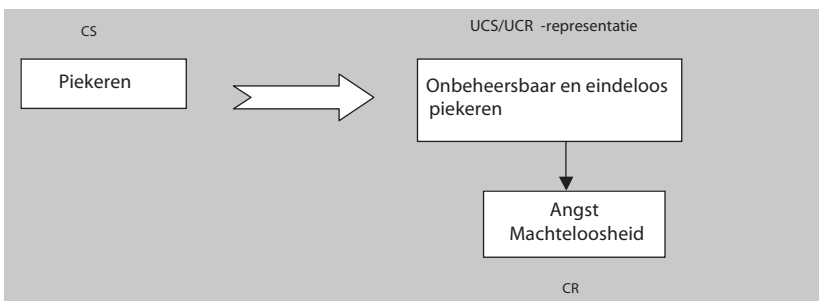 CS
UCS/UCR -representatie
Piekeren
Onbeheersbaar en eindeloos
piekeren
Angst
Machteloosheid
CR